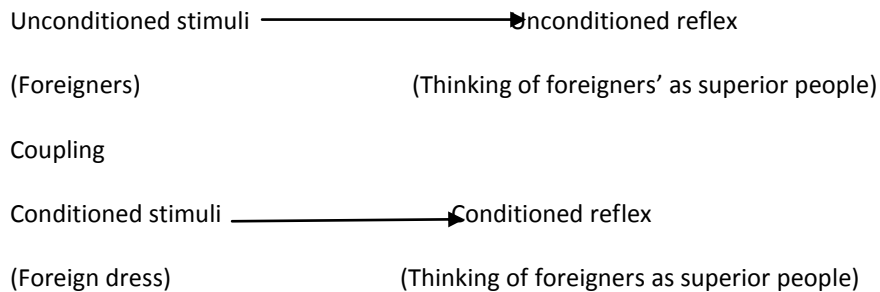 Unconditioned stimuli Unconditioned reflex
(Foreigners) (Thinking of foreigners’ as superior people)
Coupling
Conditioned stimuli Conditioned reflex
(Foreign dress) (Thinking of foreigners as superior people)